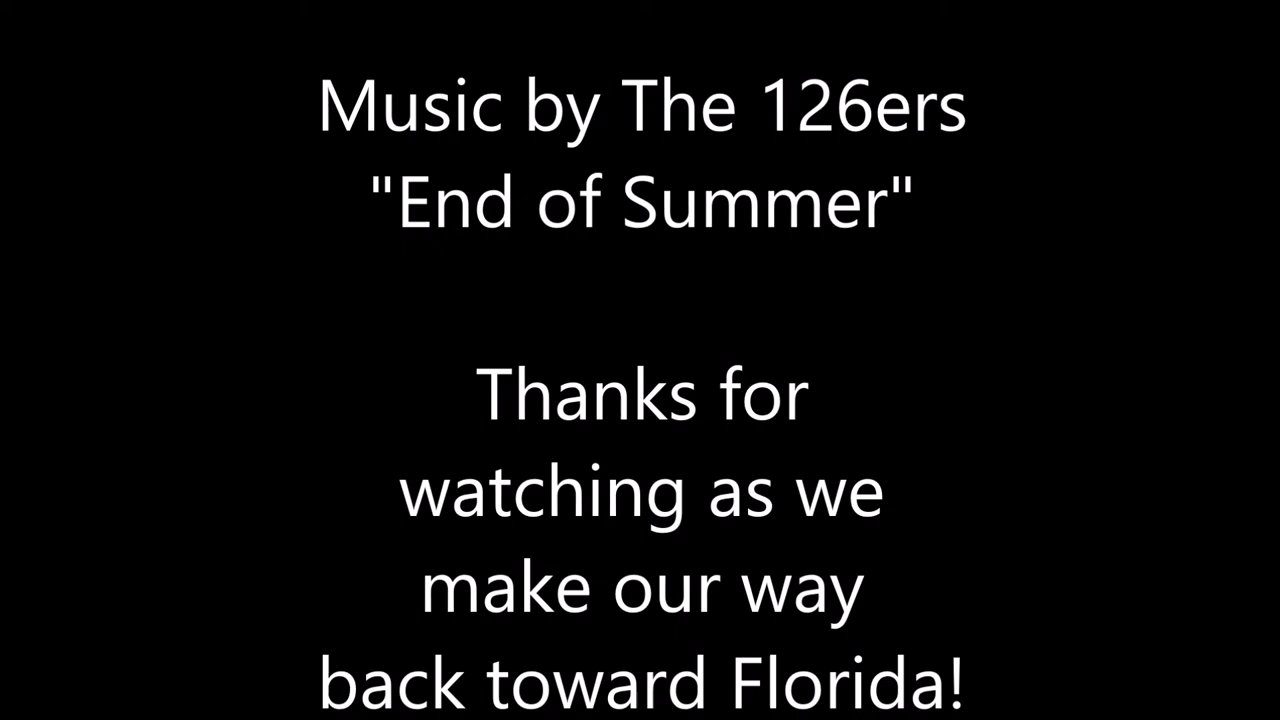 Music by The 126ers
"End of Summer"
Thanks for
watching as we
make our way
back toward Florida!